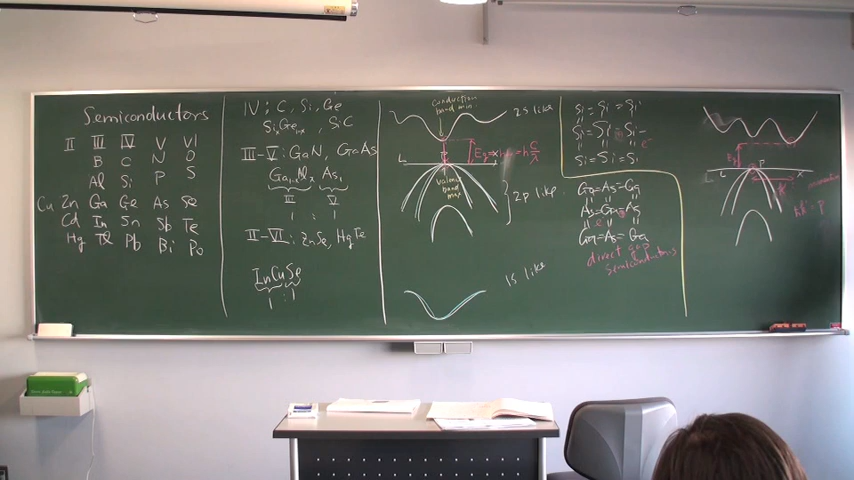 Semiconductors
II III IV V VI
B C N O
Al Si P S
Cu Zn Ga Ge As Se
Cd In Sn Sb Te
Hg Tl Pb Bi Po
IV; C, Si, Ge
SiC
III-V: GaN, GaAs
III V
1 : 1
II-VI: ZnSe, HgTe
InCuSe
1 : 1
conduction
band min.
2s like
L Γ X
valence
band
max
2p like
1s like
Si = Si = Si
Si = Si = Si
Si = Si = Si
Ga = As = Ga
As = Ga = As
Ga = As = Ga
direct gap
semiconductors
Eg
L Γ X